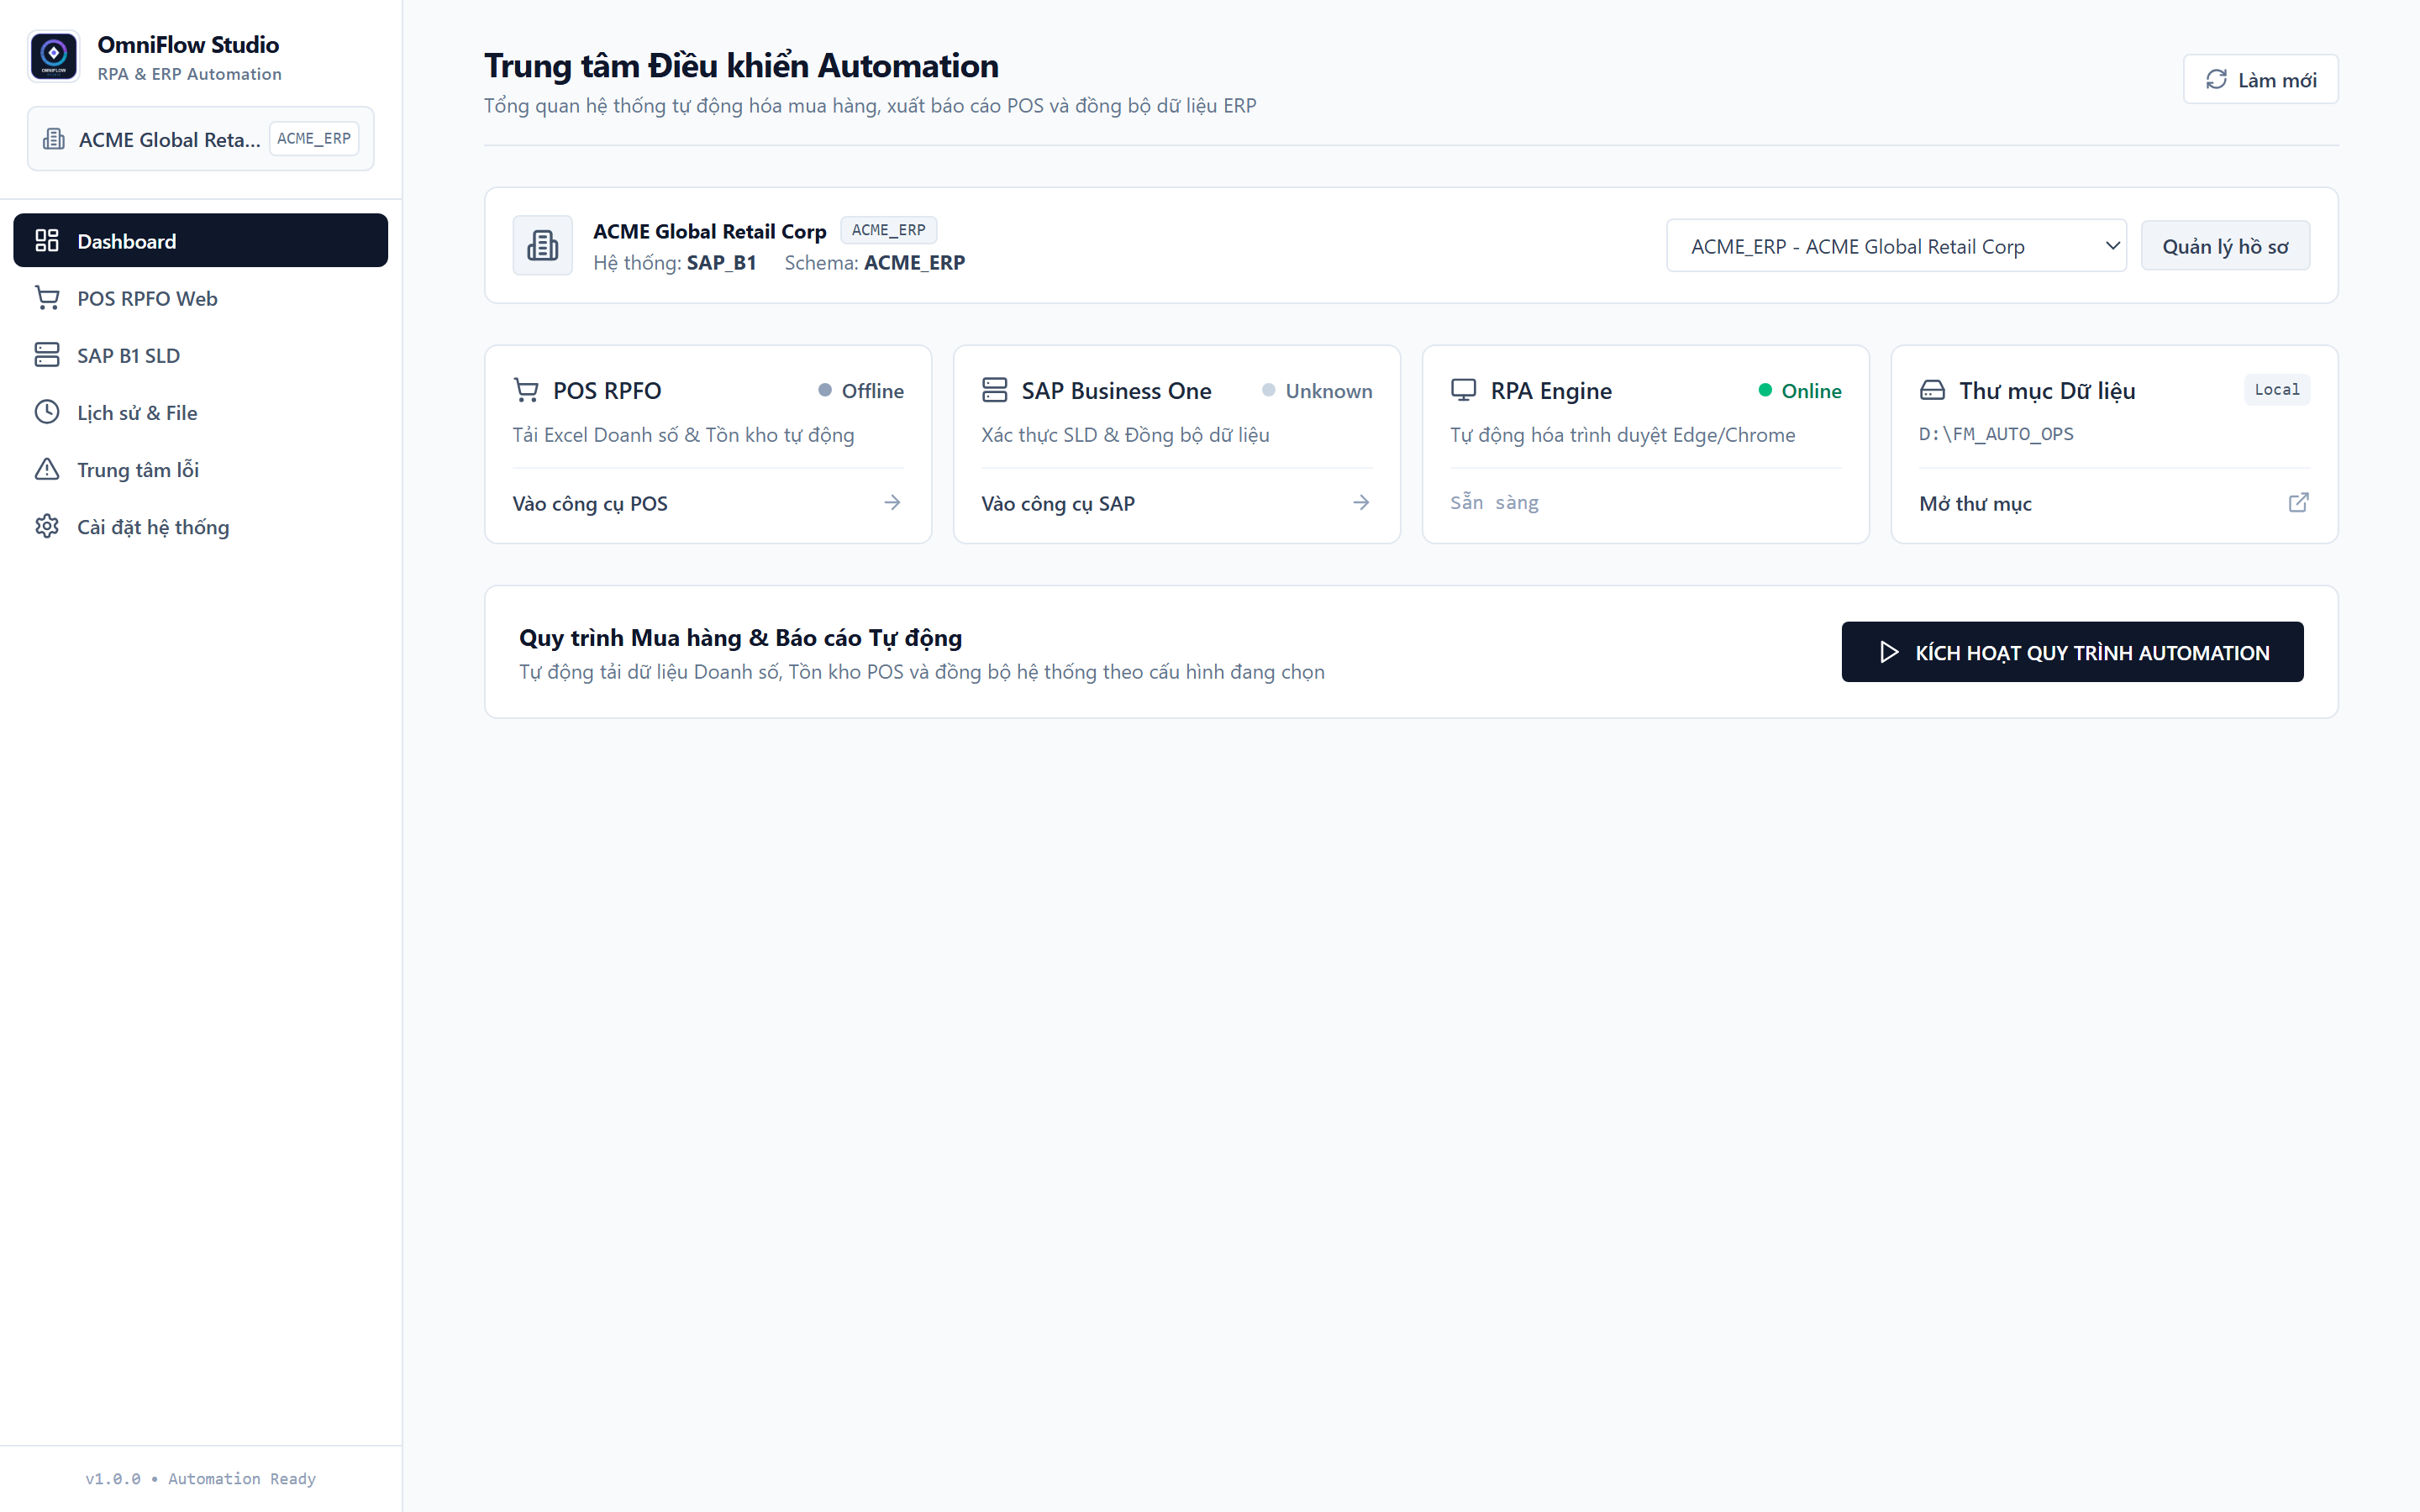 OmniFlow Studio
RPA & ERP Automation
ACME Global Reta... ACME_ERP
Dashboard
POS RPFO Web
SAP B1 SLD
Lịch sử & File
Trung tâm lỗi
Cài đặt hệ thống
v1.0.0 • Automation Ready
Trung tâm Điều khiển Automation
Tổng quan hệ thống tự động hóa mua hàng, xuất báo cáo POS và đồng bộ dữ liệu ERP
Làm mới
ACME Global Retail Corp ACME_ERP
Hệ thống: SAP_B1 Schema: ACME_ERP
ACME_ERP - ACME Global Retail Corp
Quản lý hồ sơ
POS RPFO Offline
Tải Excel Doanh số & Tồn kho tự động
Vào công cụ POS
SAP Business One Unknown
Xác thực SLD & Đồng bộ dữ liệu
Vào công cụ SAP
RPA Engine Online
Tự động hóa trình duyệt Edge/Chrome
Sẵn sàng
Thư mục Dữ liệu Local
D:\FM_AUTO_OPS
Mở thư mục
Quy trình Mua hàng & Báo cáo Tự động
Tự động tải dữ liệu Doanh số, Tồn kho POS và đồng bộ hệ thống theo cấu hình đang chọn
KÍCH HOẠT QUY TRÌNH AUTOMATION